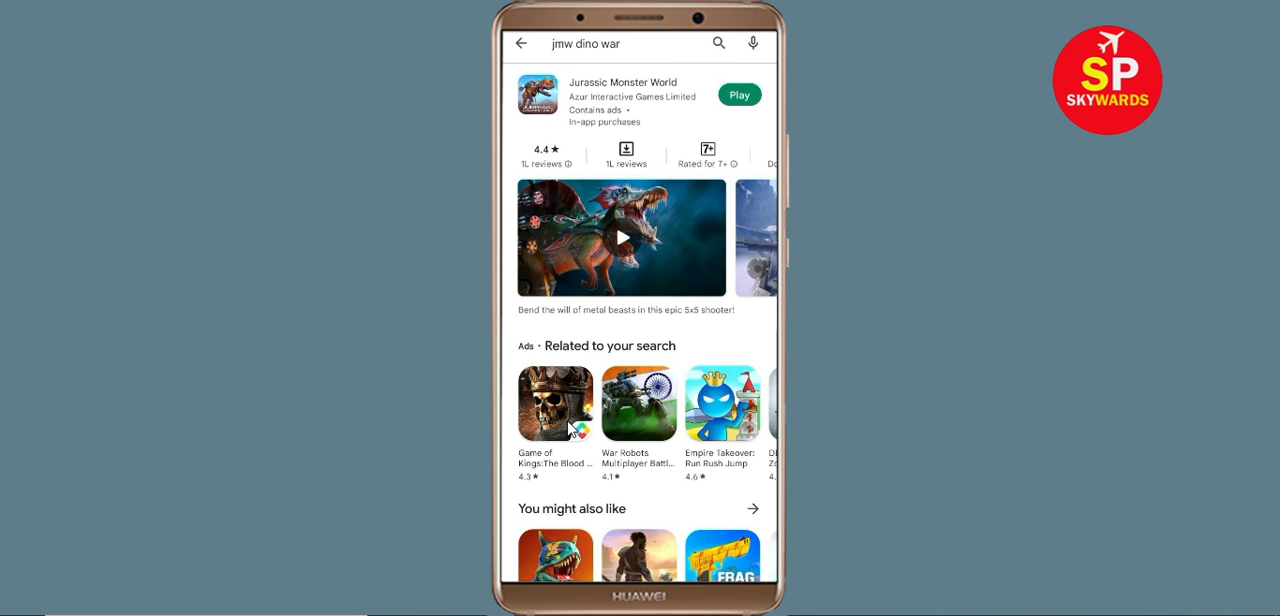 jmw dino war
SP
SKYWARDS
Jurassic Monster World
Azur Interactive Games Limited
Contains ads •
In-app purchases
Play
4.4 ★
1L reviews
1L reviews
7+
Rated for 7+
Do
Bend the will of metal beasts in this epic 5x5 shooter!
Ads • Related to your search
Game of
Kings:The Blood ...
4.3 ★
War Robots
Multiplayer Battl...
4.1 ★
Empire Takeover:
Run Rush Jump
4.6 ★
4.
You might also like
FRAG
HUAWEI